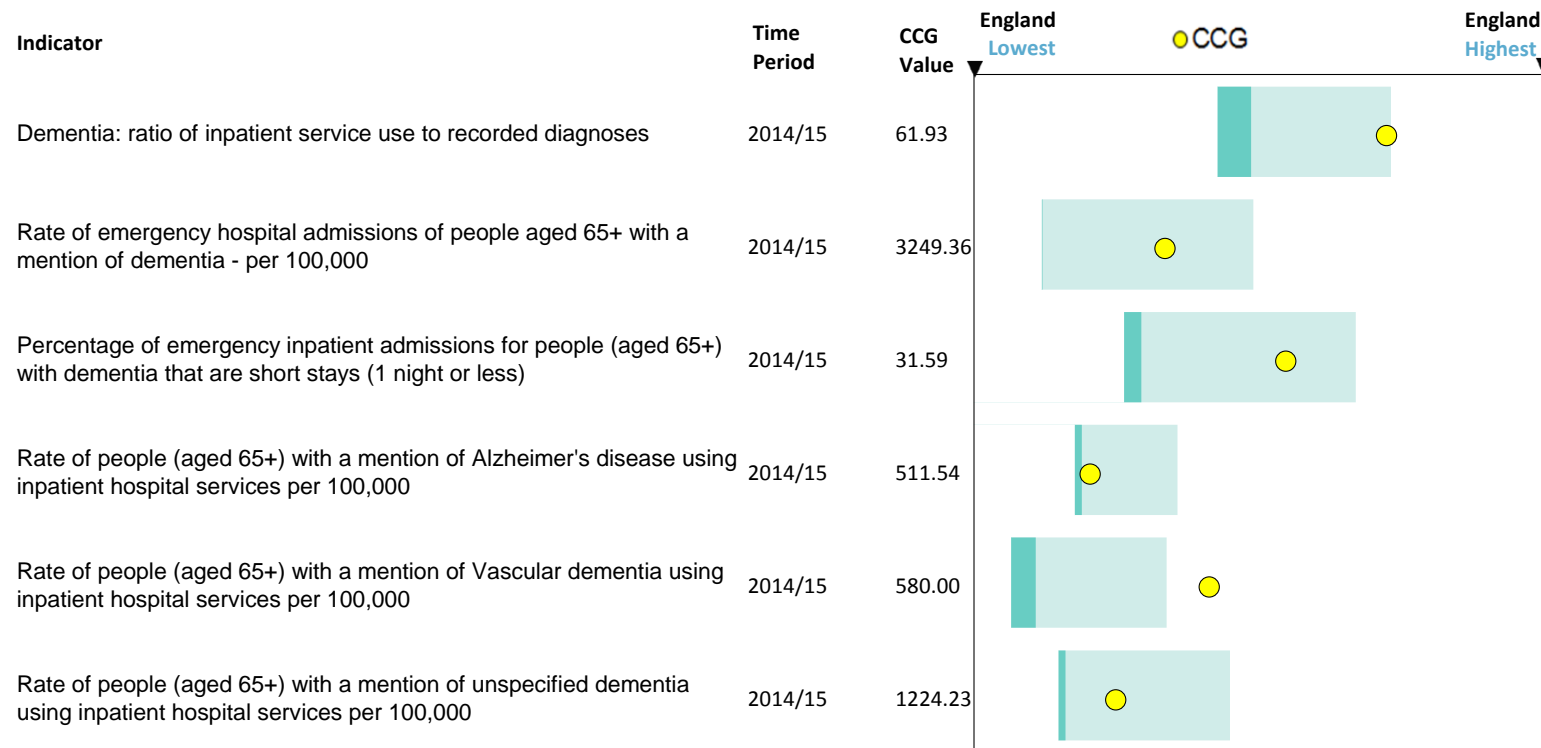 Indicator
Time
Period
CCG
Value
England
Lowest
CCG
England
Highest
Dementia: ratio of inpatient service use to recorded diagnoses
2014/15
61.93
Rate of emergency hospital admissions of people aged 65+ with a
mention of dementia - per 100,000
2014/15
3249.36
Percentage of emergency inpatient admissions for people (aged 65+)
with dementia that are short stays (1 night or less)
2014/15
31.59
Rate of people (aged 65+) with a mention of Alzheimer's disease using
inpatient hospital services per 100,000
2014/15
511.54
Rate of people (aged 65+) with a mention of Vascular dementia using
inpatient hospital services per 100,000
2014/15
580.00
Rate of people (aged 65+) with a mention of unspecified dementia
using inpatient hospital services per 100,000
2014/15
1224.23